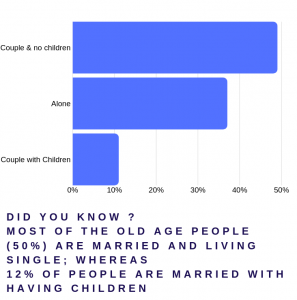 Couple & no children
Alone
Couple with Children
0% 10% 20% 30% 40% 50%
DID YOU KNOW ?
MOST OF THE OLD AGE PEOPLE
(50%) ARE MARRIED AND LIVING
SINGLE; WHEREAS
12% OF PEOPLE ARE MARRIED WITH
HAVING CHILDREN